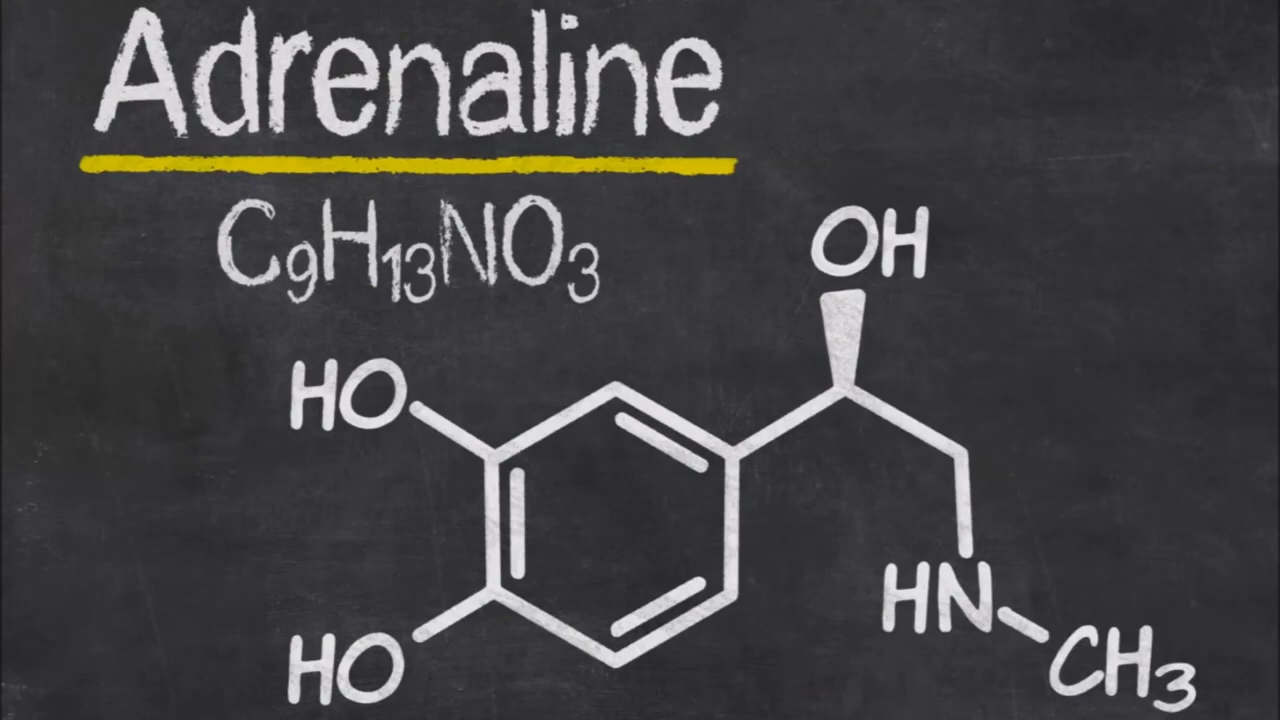 Adrenaline
C₉H₁₃NO₃
OH
HO
HN
CH₃
HO